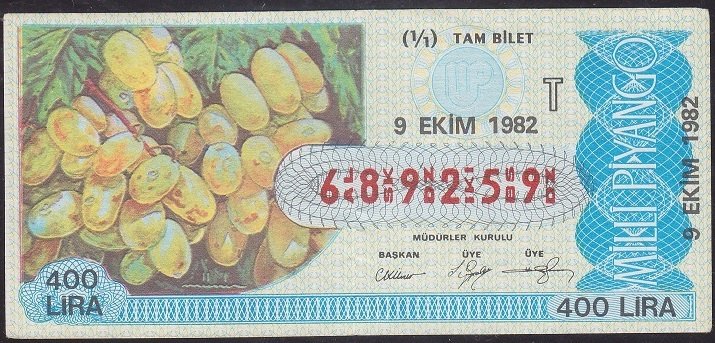 (1/1) TAM BİLET
MP
T
9 EKİM 1982
6 8 9 2 5 9
MÜDÜRLER KURULU
BAŞKAN ÜYE ÜYE
400
LİRA
400 LİRA
MİLLİ PİYANGO
9 EKİM 1982